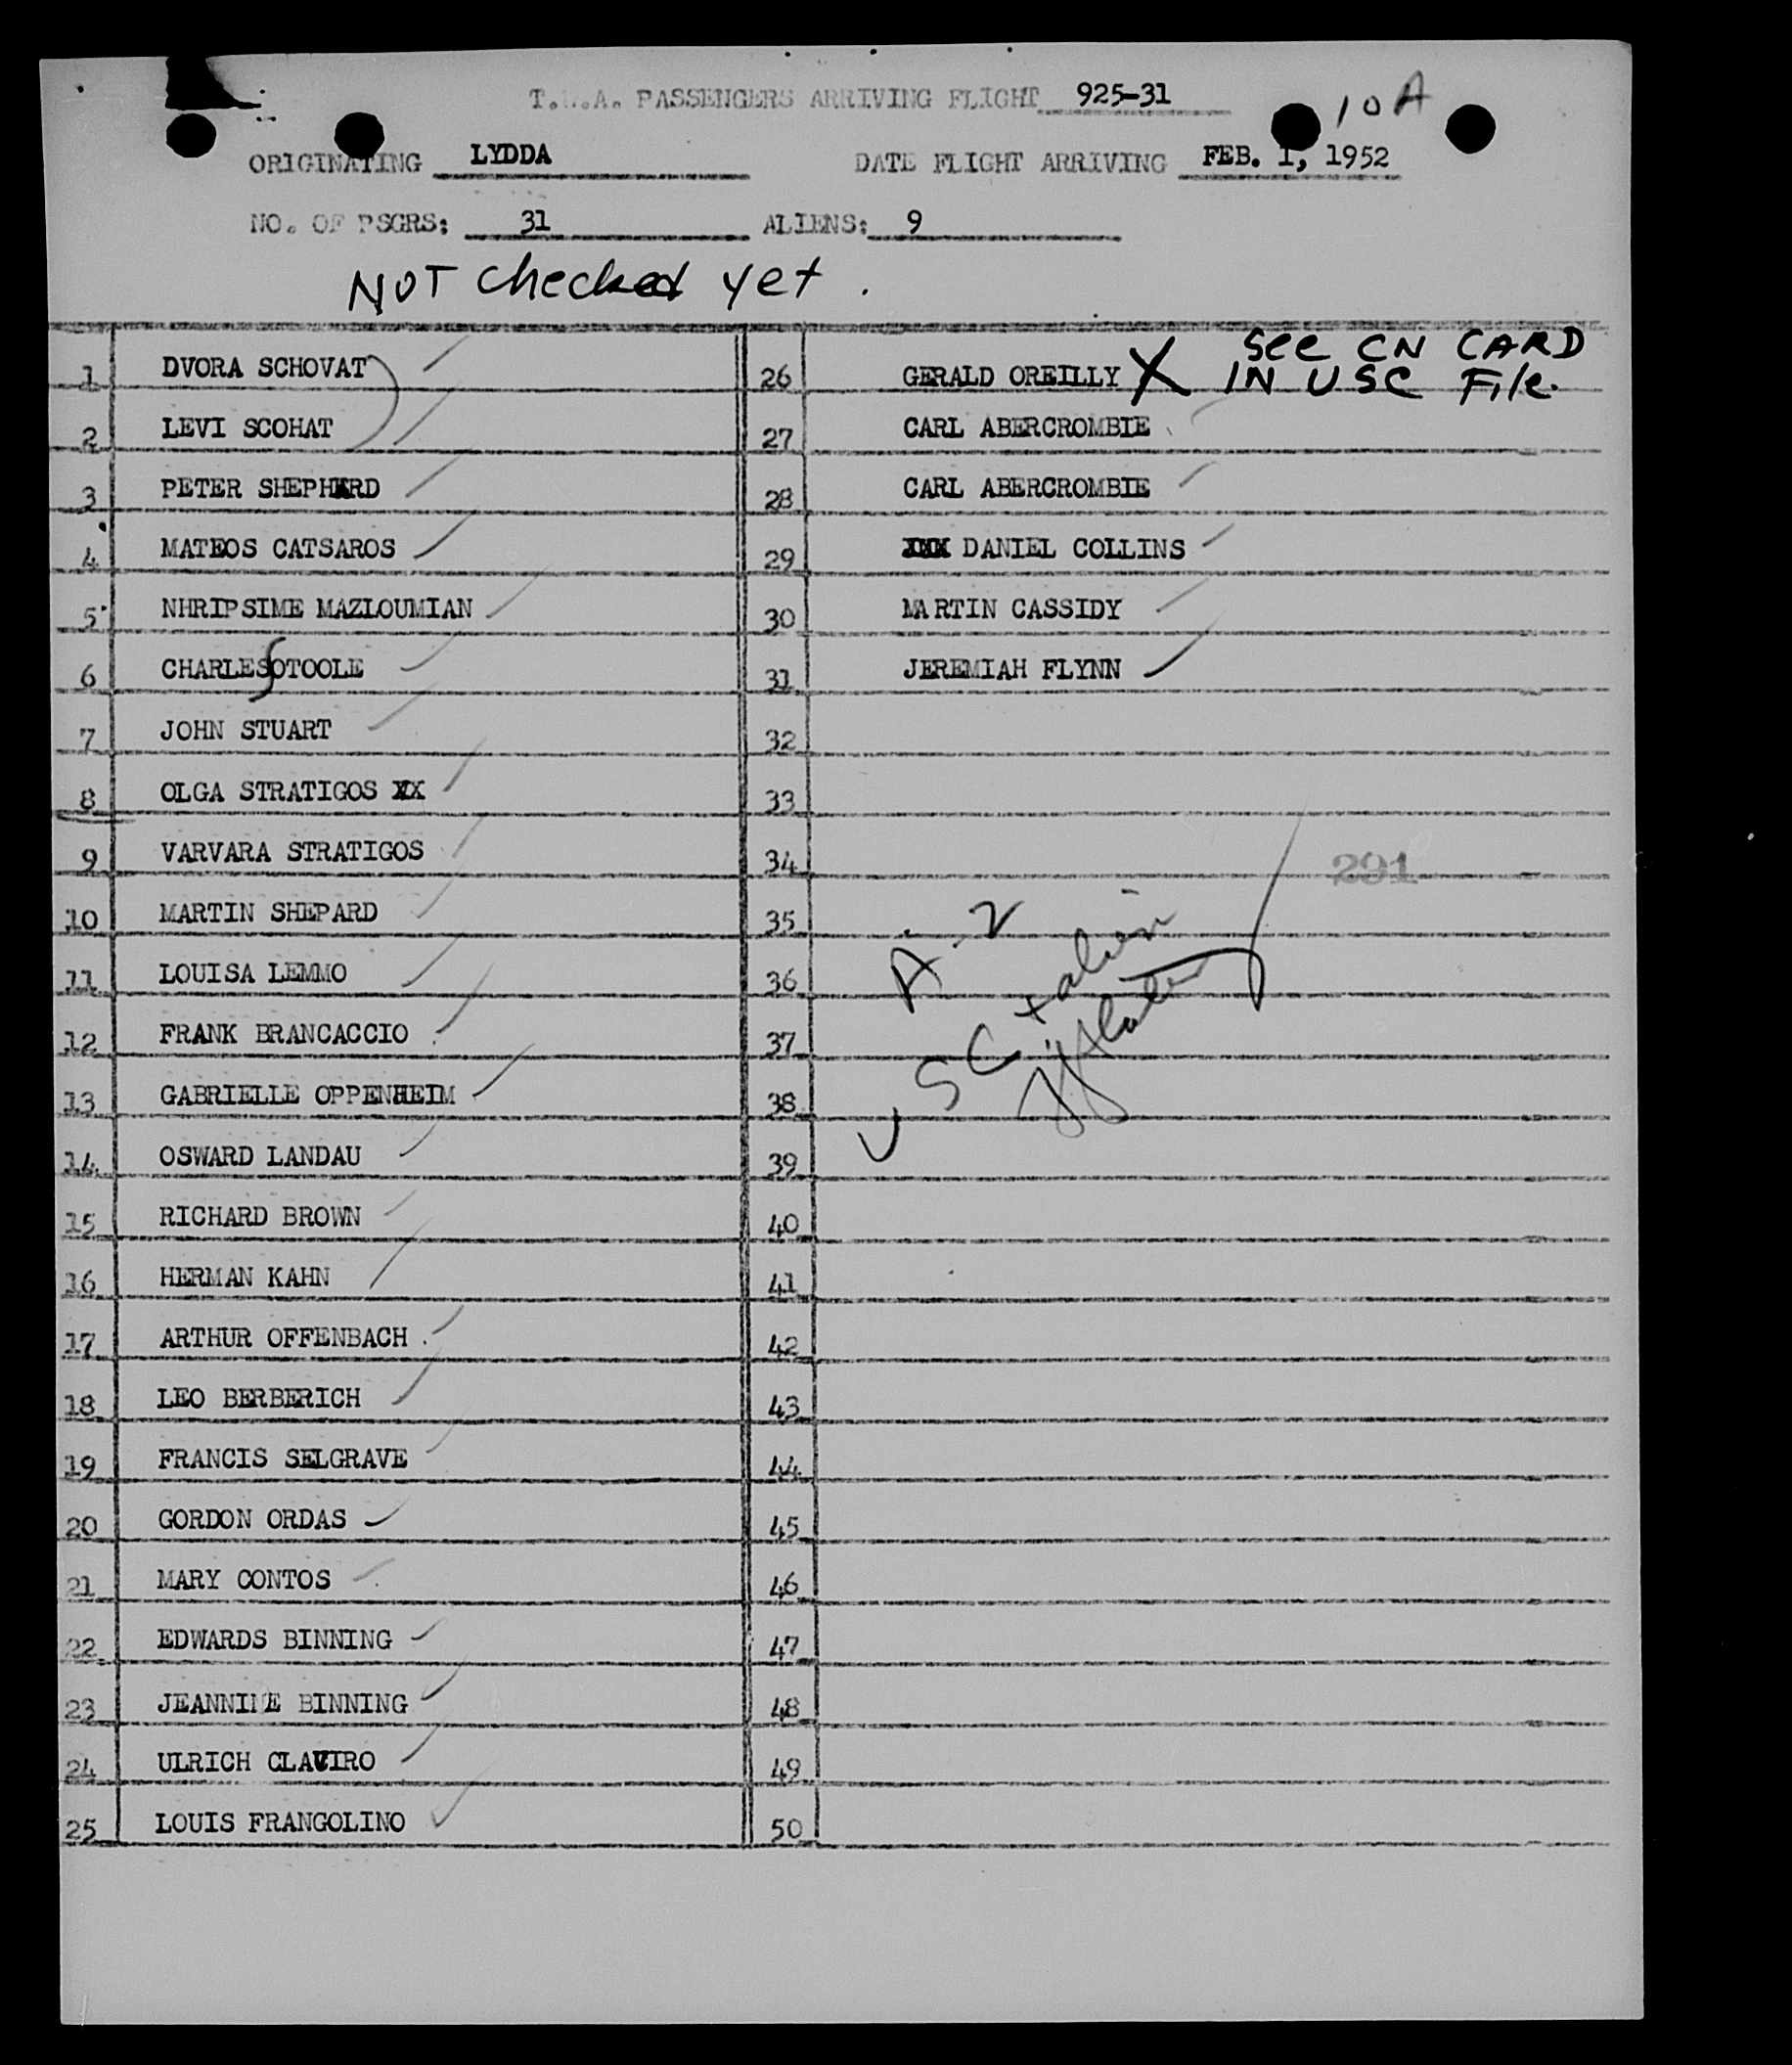 T.W.A. PASSENGERS ARRIVING FLIGHT 925-31
10A
ORIGINATING LYDDA DATE FLIGHT ARRIVING FEB. 1, 1952
NO. OF PSGRS: 31 ALIENS: 9
NOT checked yet.
1 DVORA SCHOVAT
2 LEVI SCOHAT
3 PETER SHEPHARD
4 MATEOS CATSAROS
5 NHRIPSIME MAZLOUMIAN
6 CHARLESOTOOLE
7 JOHN STUART
8 OLGA STRATIGOS XX
9 VARVARA STRATIGOS
10 MARTIN SHEPARD
11 LOUISA LEMMO
12 FRANK BRANCACCIO
13 GABRIELLE OPPENHEIM
14 OSWARD LANDAU
15 RICHARD BROWN
16 HERMAN KAHN
17 ARTHUR OFFENBACH
18 LEO BERBERICH
19 FRANCIS SELGRAVE
20 GORDON ORDAS
21 MARY CONTOS
22 EDWARDS BINNING
23 JEANNINE BINNING
24 ULRICH CLAVIRO
25 LOUIS FRANGOLINO
26 GERALD OREILLY X See CN CARD
IN USC File.
27 CARL ABERCROMBIE
28 CARL ABERCROMBIE
29 XXX DANIEL COLLINS
30 MARTIN CASSIDY
31 JEREMIAH FLYNN
32
33
34
291
35
36
37
38
39
A-2
USC + alien
40
41
42
43
44
45
46
47
48
49
50